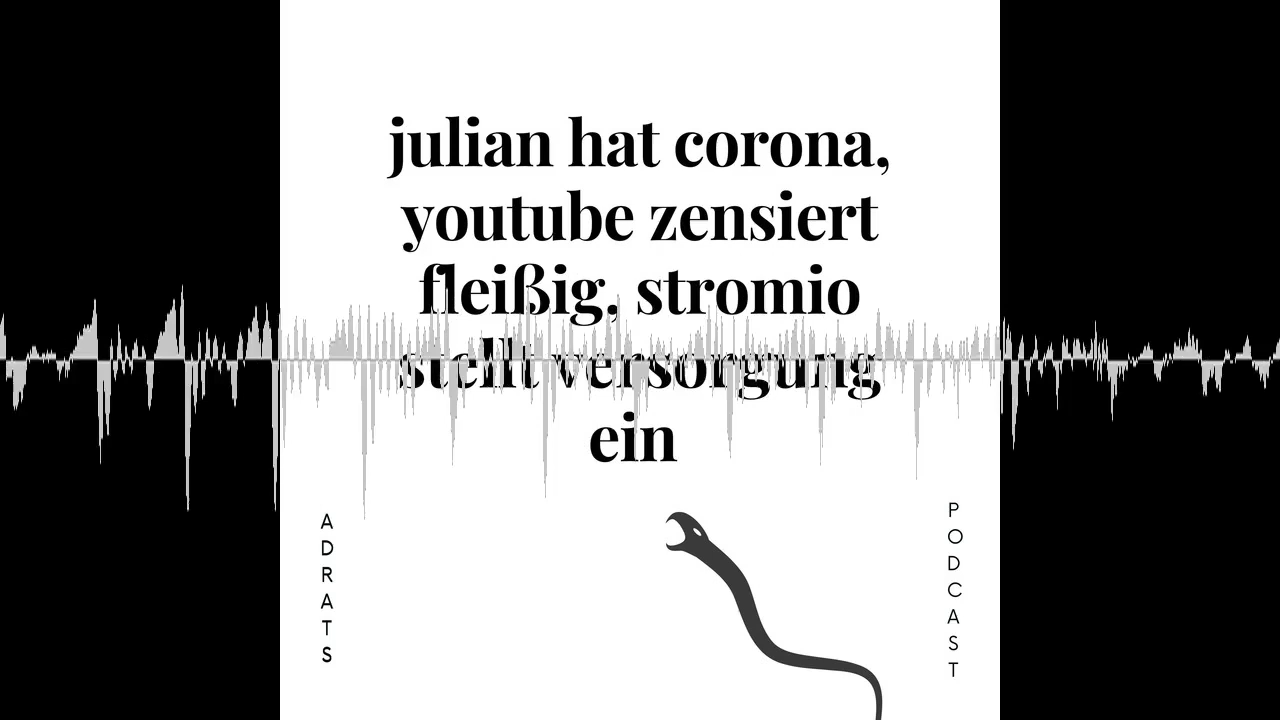 julian hat corona,
youtube zensiert
fleißig, stromio
stellt versorgung
ein
ADRATS
PODCAST